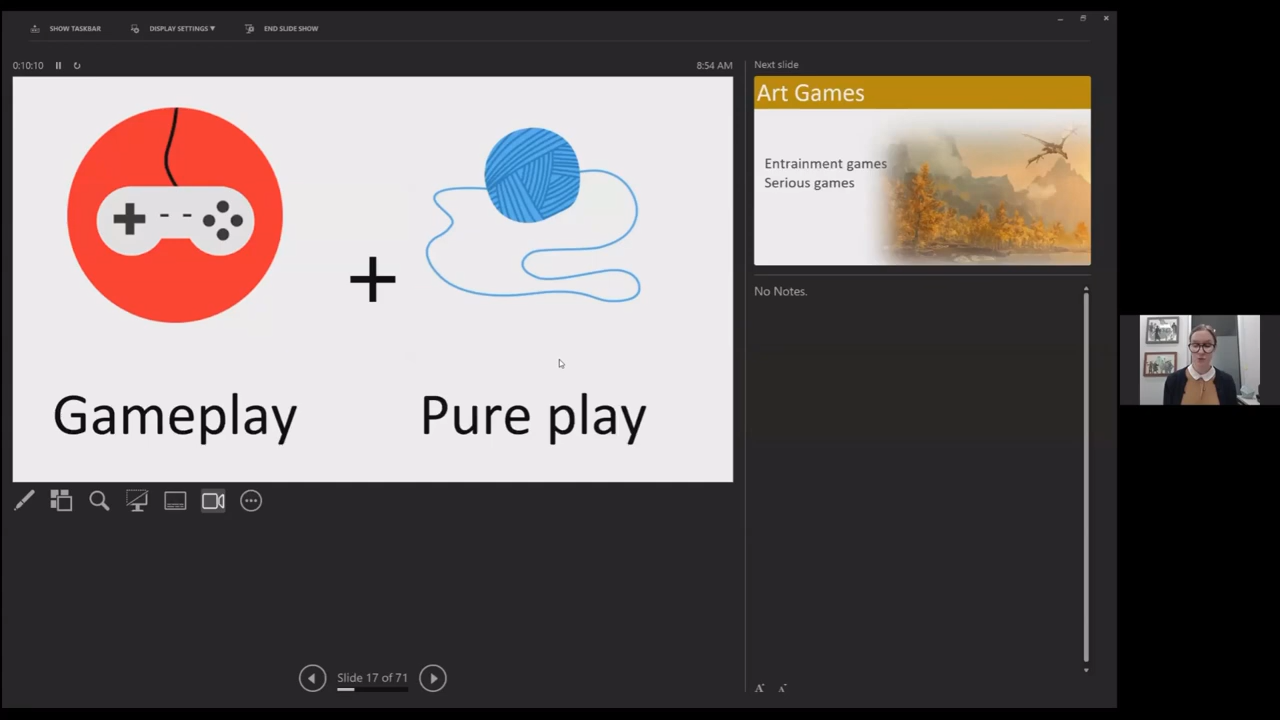 SHOW TASKBAR
DISPLAY SETTINGS ▼
END SLIDE SHOW
0:10:10
8:54 AM
Gameplay
+
Pure play
Next slide
Art Games
Entrainment games
Serious games
No Notes.
Slide 17 of 71
A A